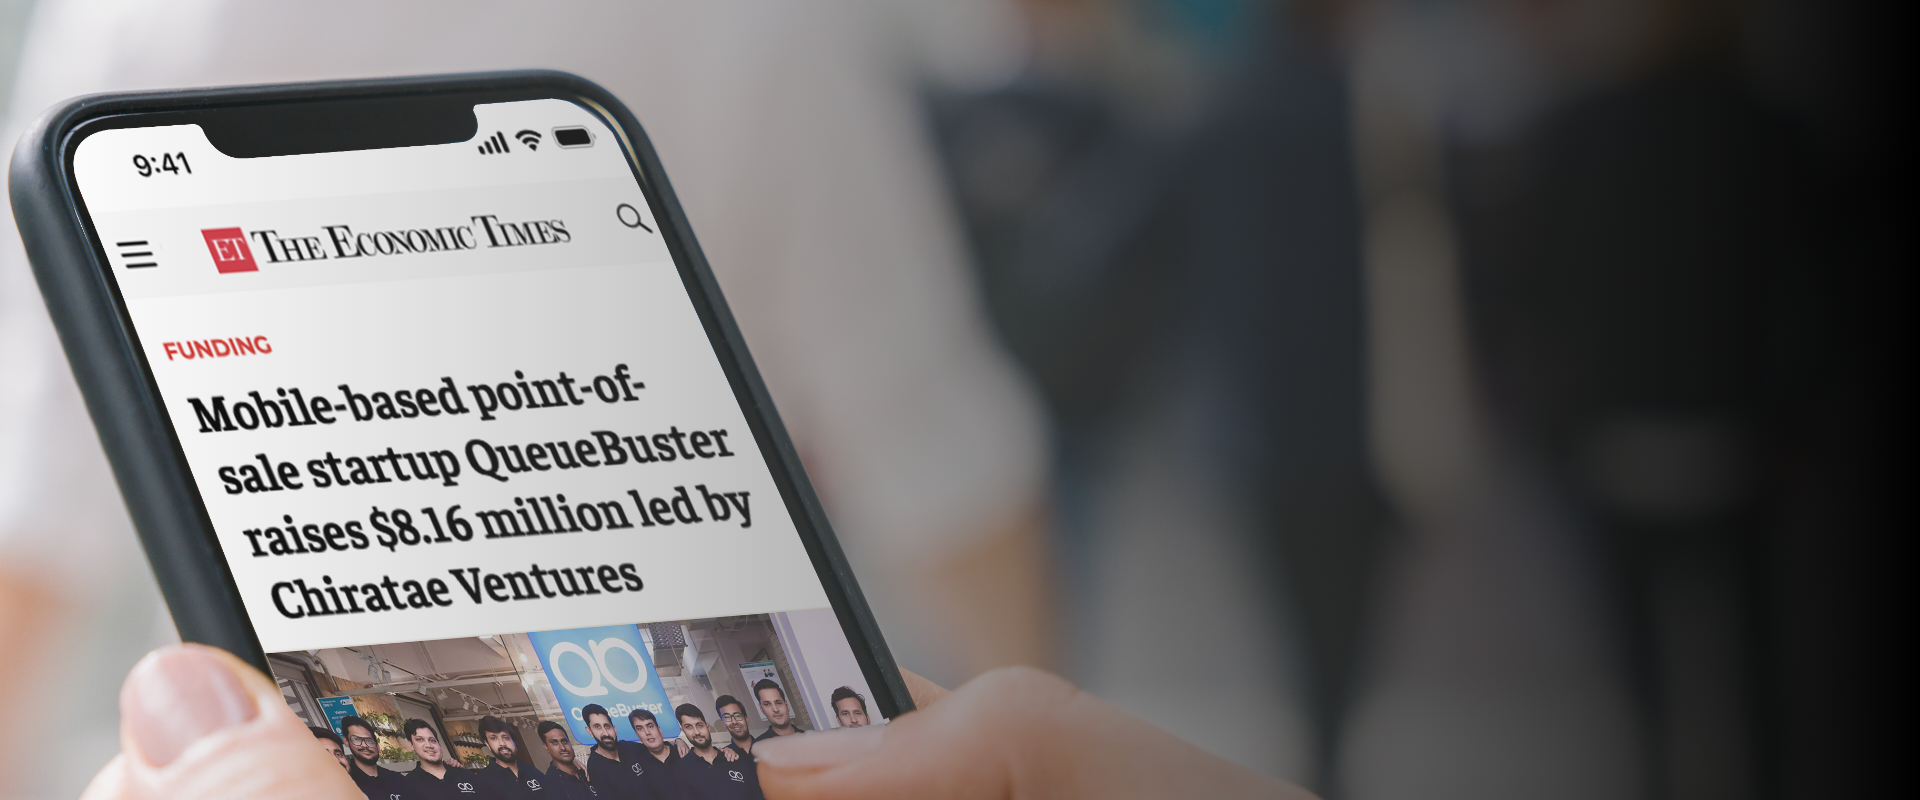 9:41
ET THE ECONOMIC TIMES
FUNDING
Mobile-based point-of-
sale startup QueueBuster
raises $8.16 million led by
Chiratae Ventures